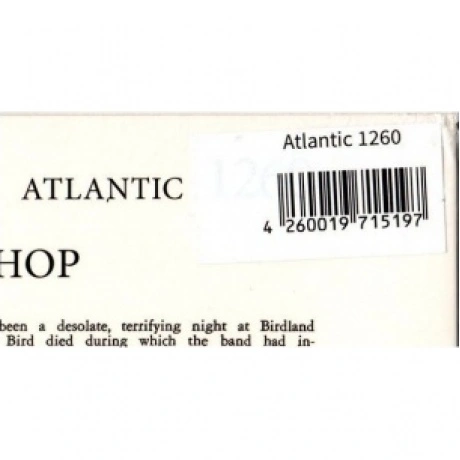 Atlantic 1260
ATLANTIC 1260
4 260019 715197
HOP
been a desolate, terrifying night at Birdland
Bird died during which the band had in-